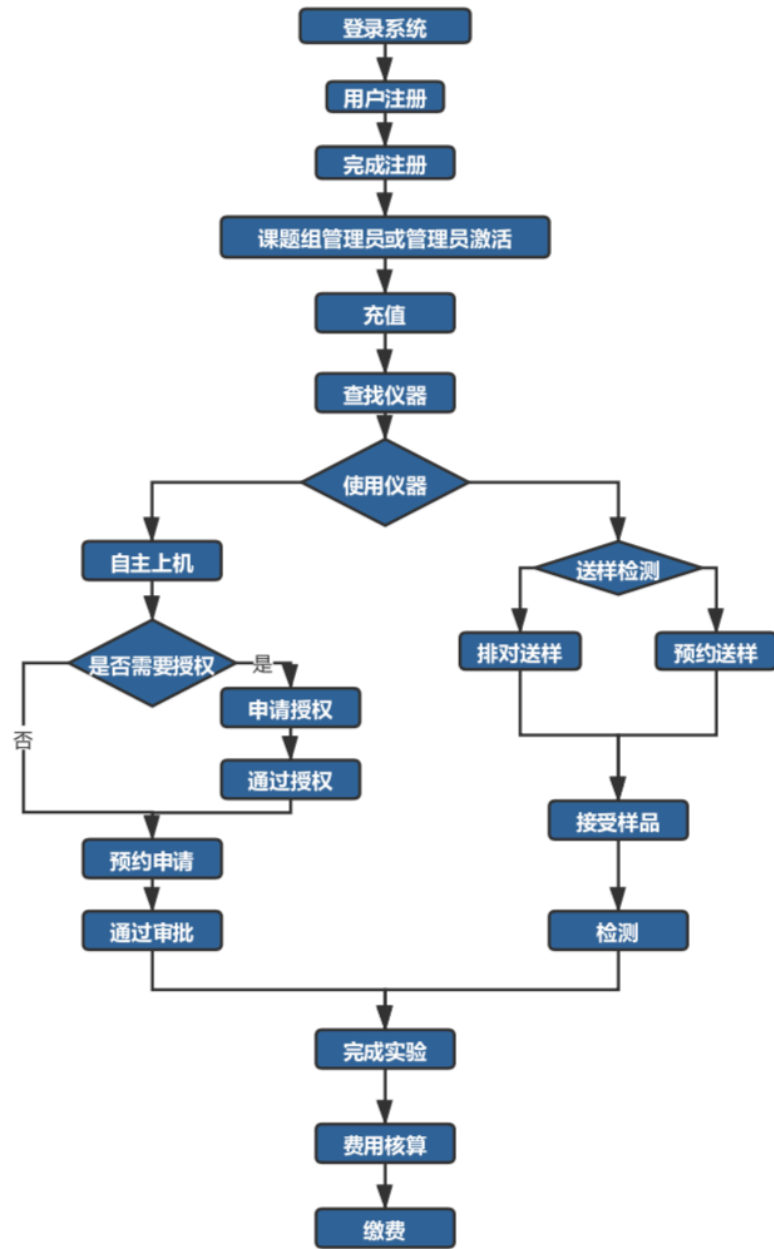 登录系统
用户注册
完成注册
课题组管理员或管理员激活
充值
查找仪器
使用仪器
自主上机
送样检测
是否需要授权
是
排对送样
预约送样
申请授权
否
通过授权
接受样品
预约申请
通过审批
检测
完成实验
费用核算
缴费